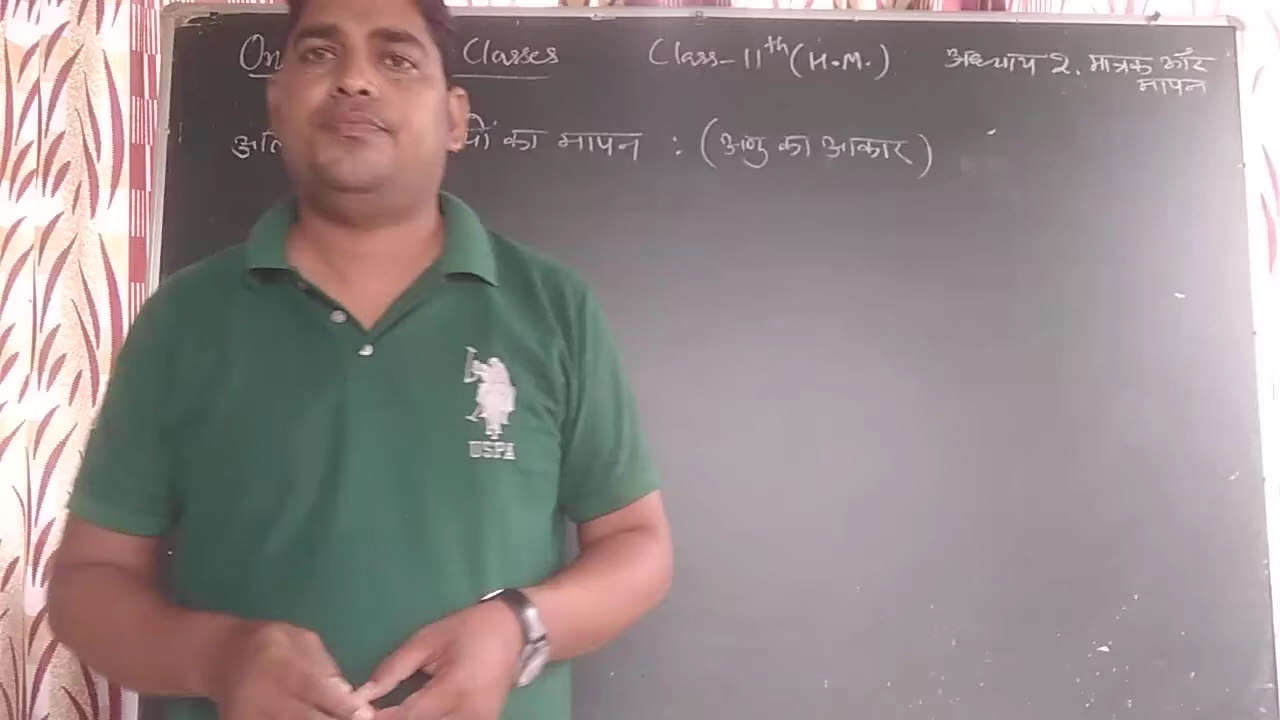 On Classes
Class-11th (H.M.)
अध्याय 2. मात्रक और
मापन
का मापन : (अणु का आकार)
USPA